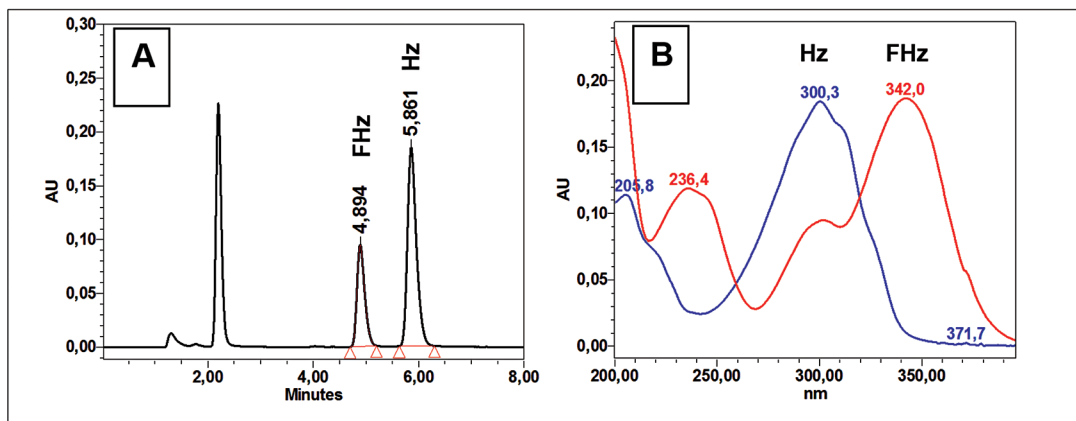 A
AU
0,30
0,25
0,20
0,15
0,10
0,05
0,00
FHz
4,894
Hz
5,861
2,00 4,00 6,00 8,00
Minutes
B
AU
0,20
0,15
0,10
0,05
0,00
Hz
FHz
300,3
342,0
205,8
236,4
371,7
200,00 250,00 300,00 350,00
nm